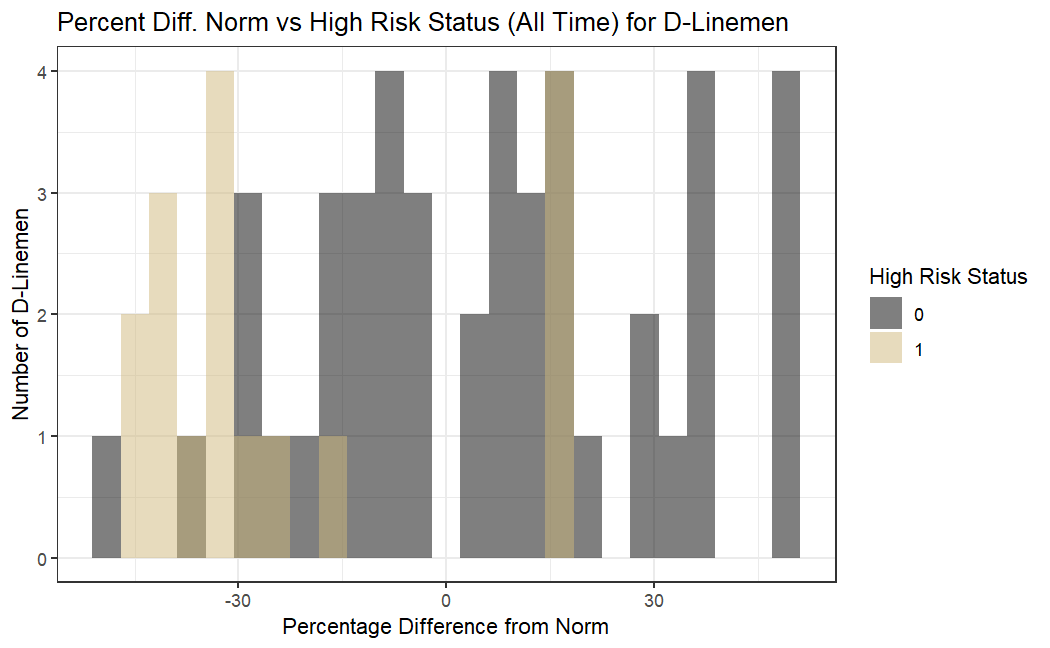 Percent Diff. Norm vs High Risk Status (All Time) for D-Linemen
Number of D-Linemen
4
3
2
1
0
-30
0
30
Percentage Difference from Norm
High Risk Status
0
1